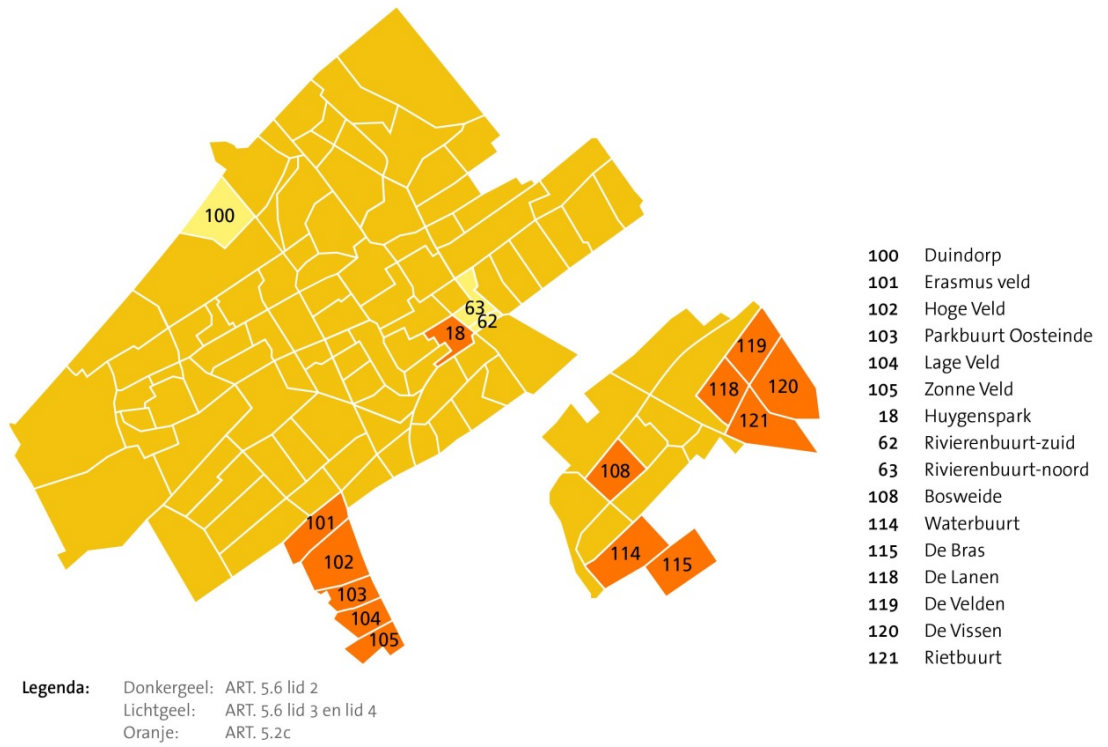 100
63
62
18
119
118
120
121
108
101
102
114
115
103
104
105
100 Duindorp
101 Erasmus veld
102 Hoge Veld
103 Parkbuurt Oosteinde
104 Lage Veld
105 Zonne Veld
18 Huygenspark
62 Rivierenbuurt-zuid
63 Rivierenbuurt-noord
108 Bosweide
114 Waterbuurt
115 De Bras
118 De Lanen
119 De Velden
120 De Vissen
121 Rietbuurt
Legenda: Donkergeel: ART. 5.6 lid 2
Lichtgeel: ART. 5.6 lid 3 en lid 4
Oranje: ART. 5.2c